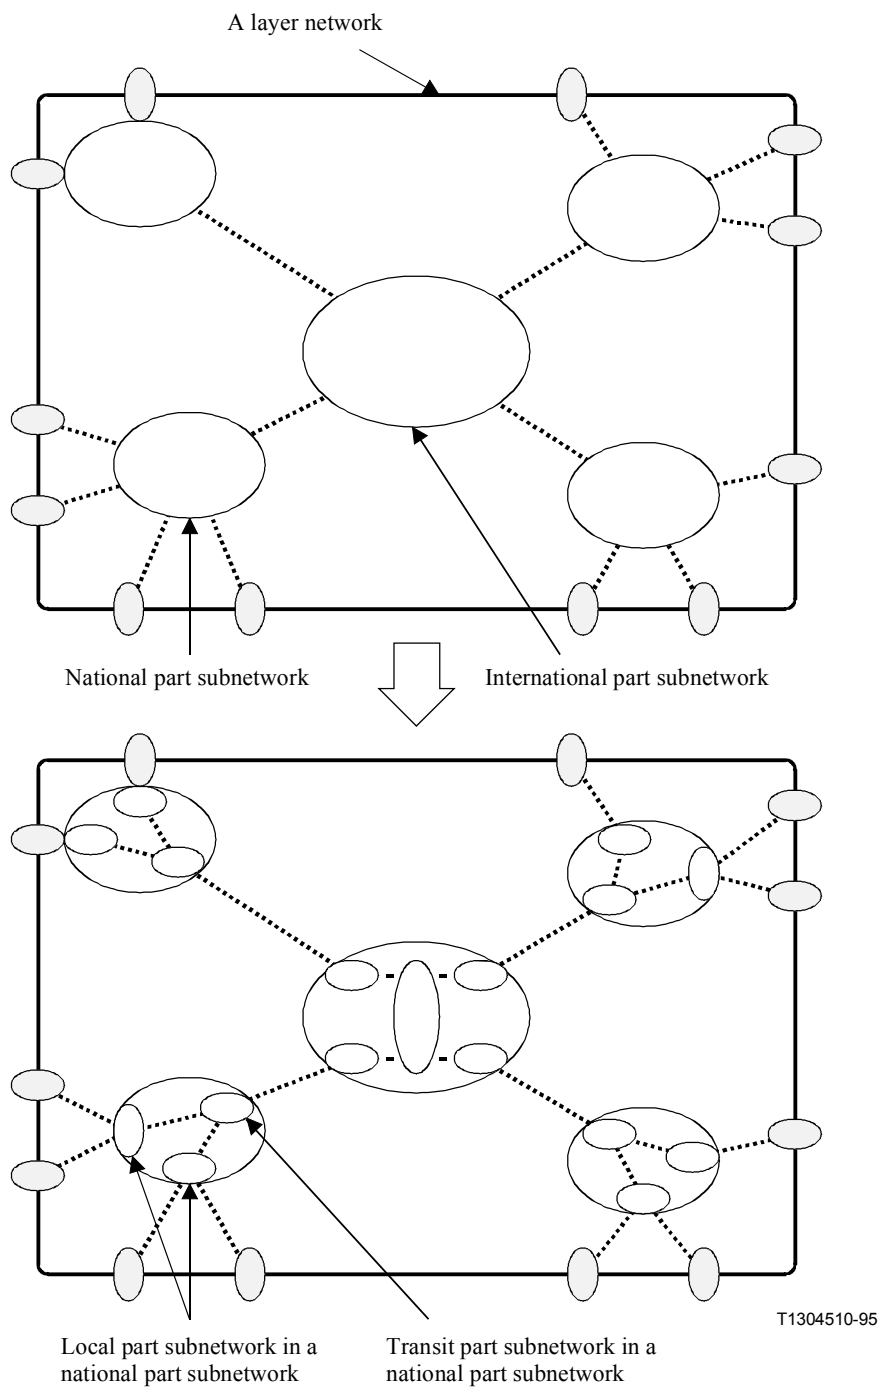 A layer network
National part subnetwork
International part subnetwork
T1304510-95
Local part subnetwork in a
national part subnetwork
Transit part subnetwork in a
national part subnetwork